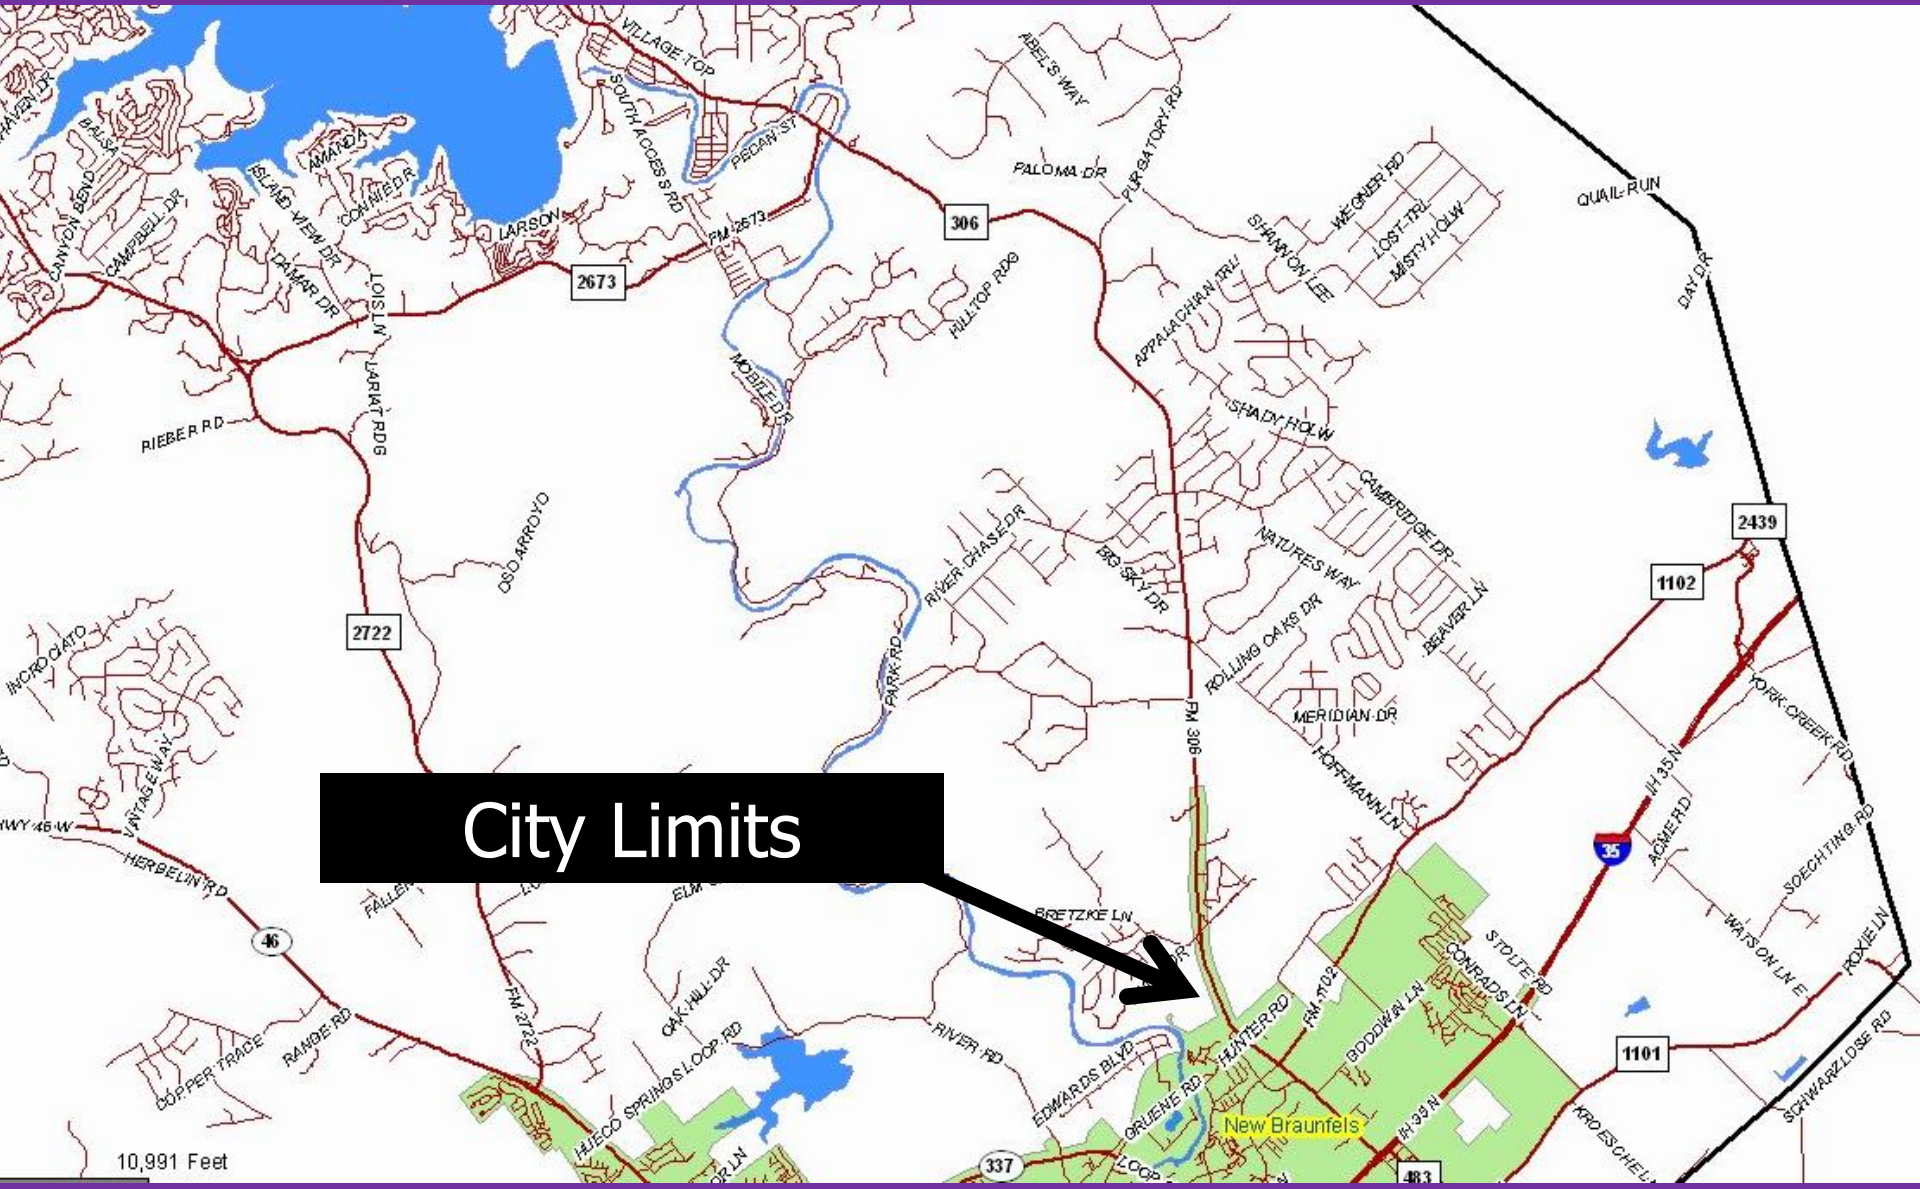 VILLAGE TOP
ABEL'S WAY
HAVEN DR
BALSA
AMANDA
SOUTH ACCESS RD
PECAN ST
PURGATORY RD
PALOMA DR
WEGNER RD
QUAIL RUN
CANYON BEND
CAMPBELL DR
ISLAND VIEW DR
CONNIE DR
LARSON
FM 2673
306
SHANNON LEE
LOST TRL
MISTY HOLW
DAMAR DR
LOIS LN
2673
HILLTOP RDG
APPALACHIAN TRL
DAY DR
MOBILE DR
LARIAT RDG
RIEBER RD
SHADY HOLW
CAMBRIDGE DR
OSO ARROYO
RIVER CHASE DR
BIG SKY DR
NATURES WAY
2439
1102
2722
INCROCIATO
PARK RD
ROLLING OAKS DR
BEAVER LN
MERIDIAN DR
FM 306
YORK CREEK RD
HOFFMANN LN
IH 35 N
VINTAGE WAY
HWY 46 W
HERBELIN RD
City Limits
35
ACME RD
SOECHTING RD
FALLEN
ELM
46
BRETZKE LN
DR
STOLTE RD
CONRADS LN
WATSON LN E
ROXIE LN
OAK HILL DR
FM 2722
RANGE RD
COPPER TRACE
HUECO SPRINGS LOOP RD
RIVER RD
EDWARDS BLVD
HUNTER RD
FM 1102
GOODWIN LN
1101
SCHWARZLOSE RD
GRUENE RD
New Braunfels
IH 35 N
10,991 Feet
337
LOOP
483